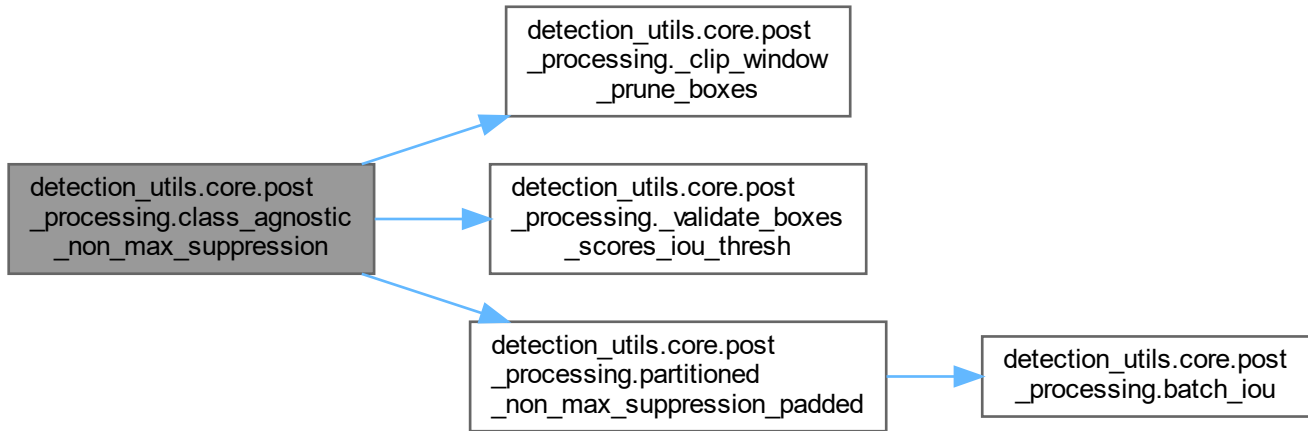 detection_utils.core.post
_processing._clip_window
_prune_boxes
detection_utils.core.post
_processing.class_agnostic
_non_max_suppression
detection_utils.core.post
_processing._validate_boxes
_scores_iou_thresh
detection_utils.core.post
_processing.partitioned
_non_max_suppression_padded
detection_utils.core.post
_processing.batch_iou